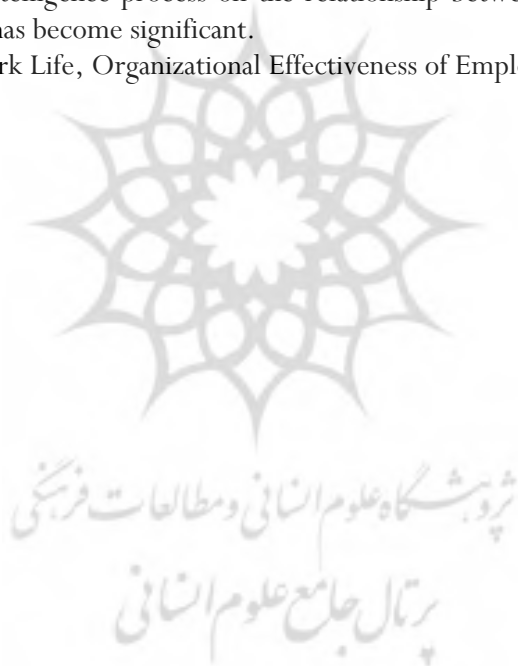 telligence process on the relationship betwe
has become significant.
rk Life, Organizational Effectiveness of Emplo
پژوهشگاه علوم انسانی و مطالعات فرهنگی
پرتال جامع علوم انسانی